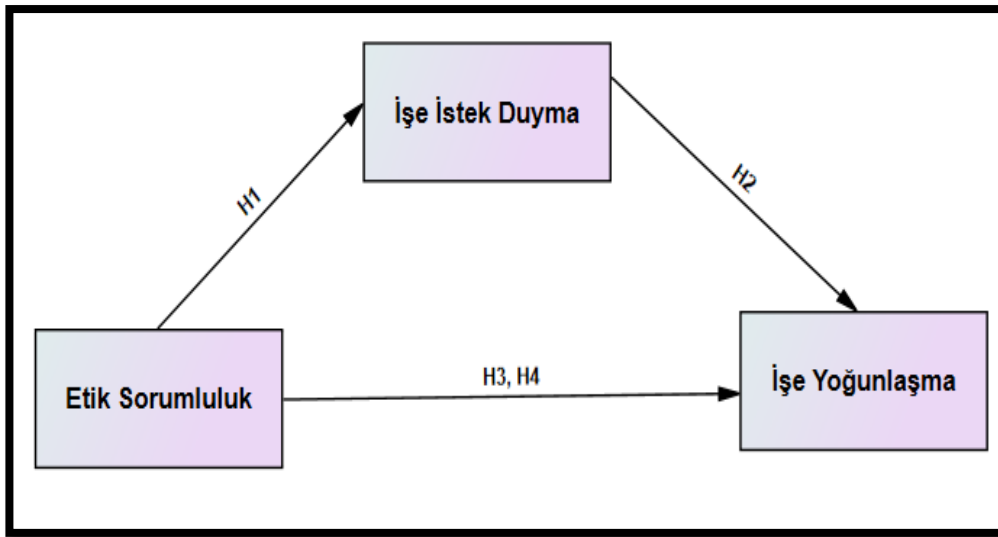 İşe İstek Duyma
H1
H2
Etik Sorumluluk
H3, H4
İşe Yoğunlaşma